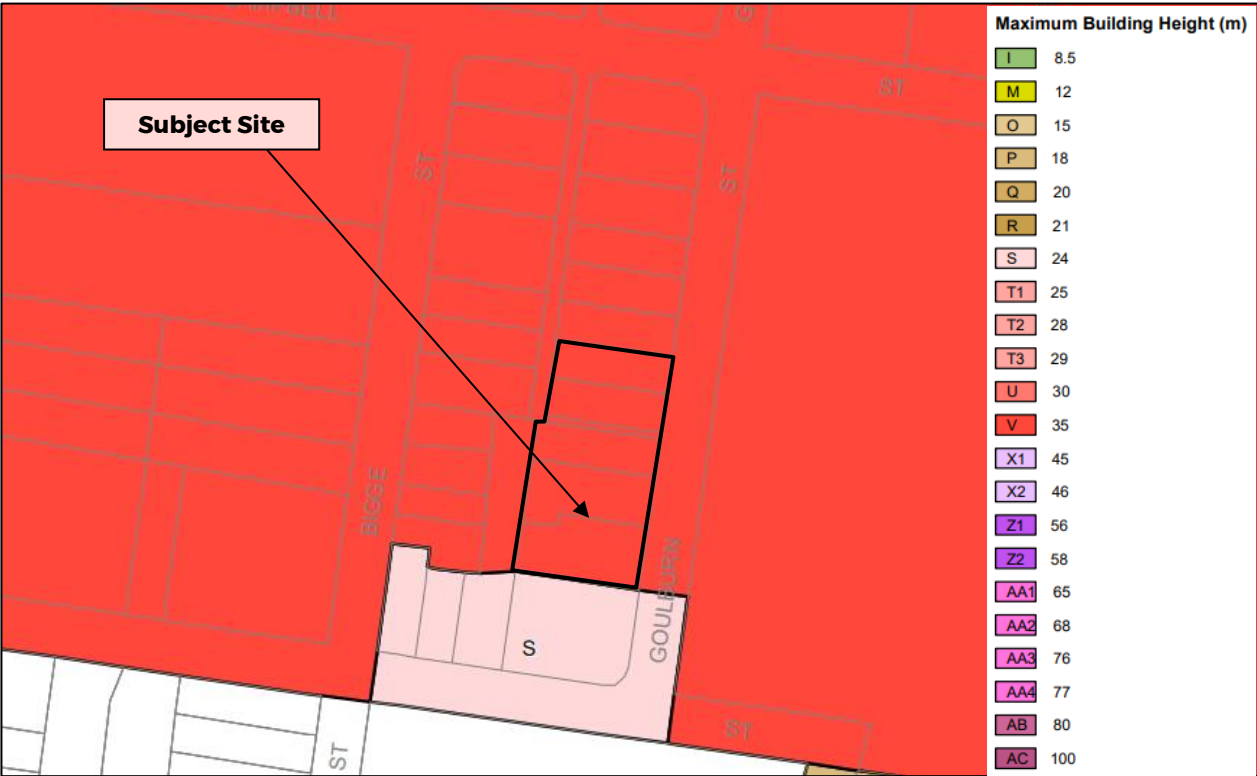 CAMPBELL
G
ST
Subject Site
ST
ST
BIGGE
GOULBURN
S
ST
ST
Maximum Building Height (m)
I 8.5
M 12
O 15
P 18
Q 20
R 21
S 24
T1 25
T2 28
T3 29
U 30
V 35
X1 45
X2 46
Z1 56
Z2 58
AA1 65
AA2 68
AA3 76
AA4 77
AB 80
AC 100